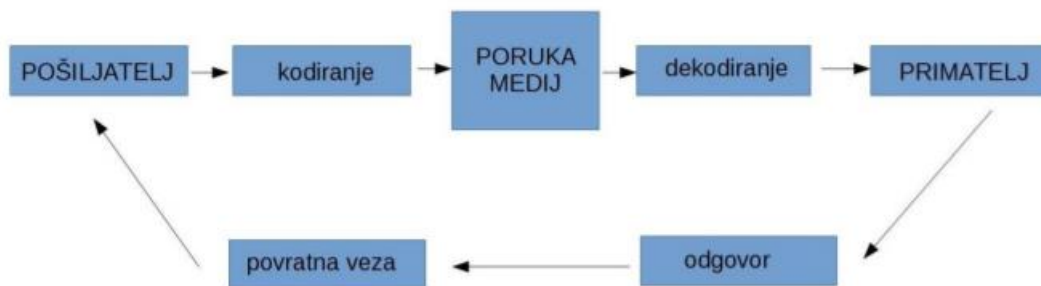 POŠILJATELJ
kodiranje
PORUKA
MEDIJ
dekodiranje
PRIMATELJ
povratna veza
odgovor